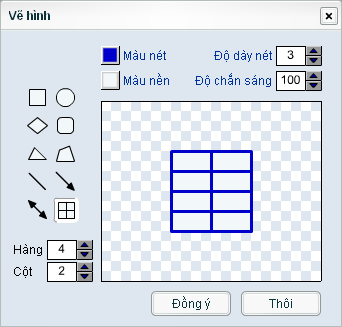 Vẽ hình
Màu nét Độ dày nét 3
Màu nền Độ chắn sáng 100
Hàng 4
Cột 2
Đồng ý Thôi